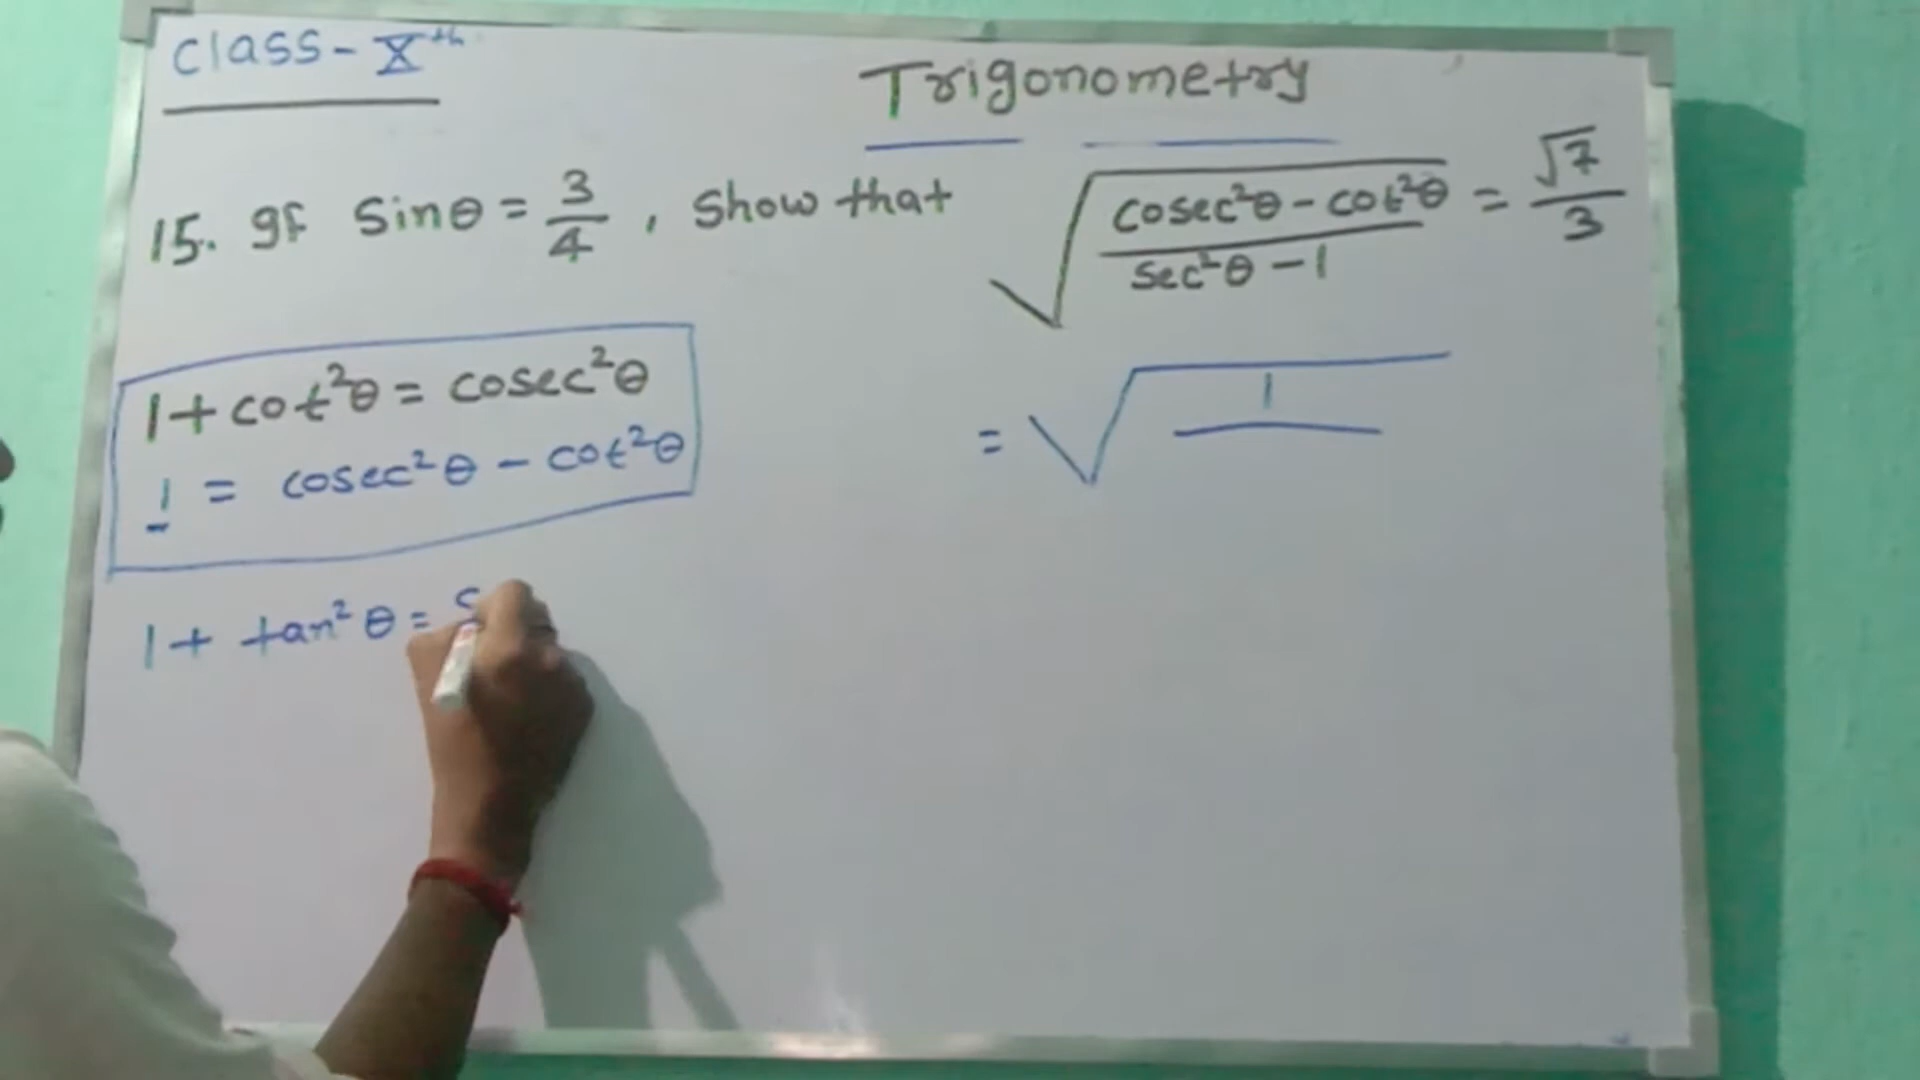 Class - Xth
Trigonometry
15. If Sinθ = 3/4, Show that √((cosec²θ - cot²θ)/(sec²θ - 1)) = √7/3
1 + cot²θ = cosec²θ
1 = cosec²θ - cot²θ
= √(1/
1 + tan²θ = s